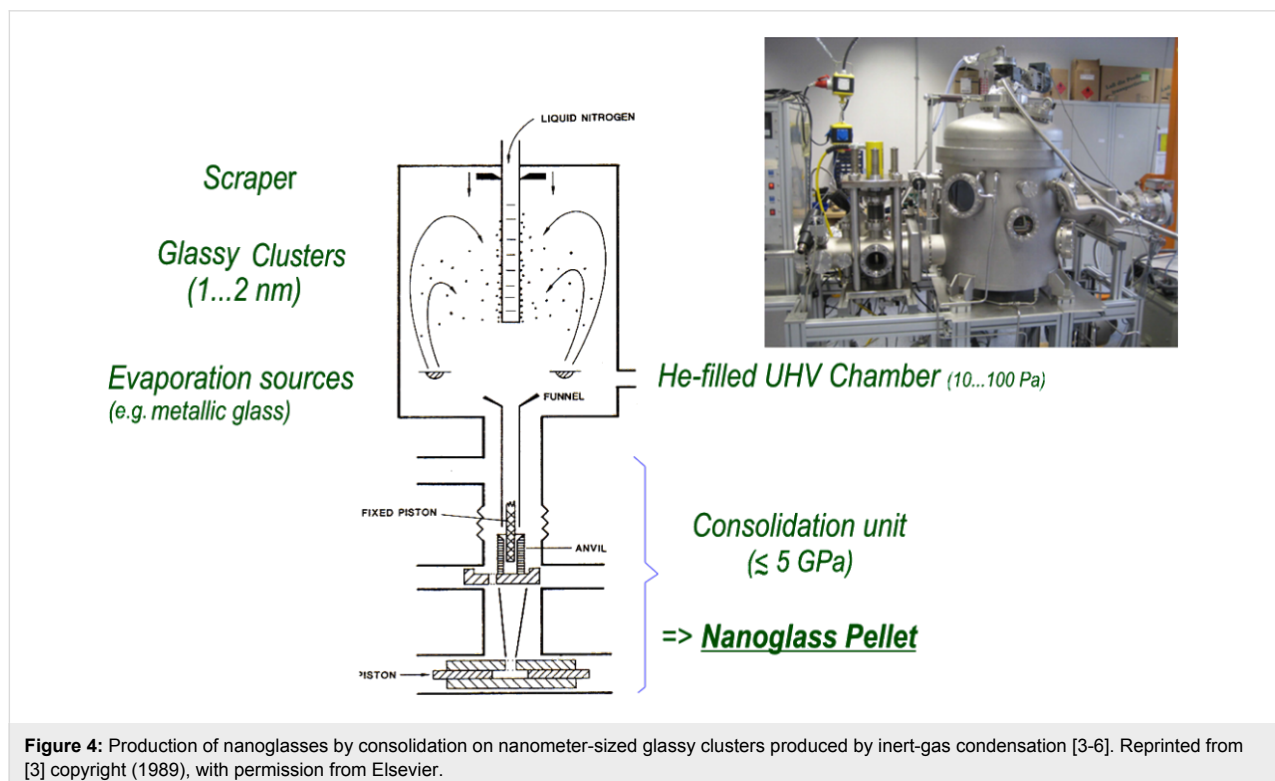 LIQUID NITROGEN
Scraper
Glassy Clusters
(1...2 nm)
Evaporation sources
(e.g. metallic glass)
He-filled UHV Chamber (10...100 Pa)
FUNNEL
FIXED PISTON
ANVIL
Consolidation unit
(≲ 5 GPa)
=> Nanoglass Pellet
PISTON
Figure 4: Production of nanoglasses by consolidation on nanometer-sized glassy clusters produced by inert-gas condensation [3-6]. Reprinted from
[3] copyright (1989), with permission from Elsevier.